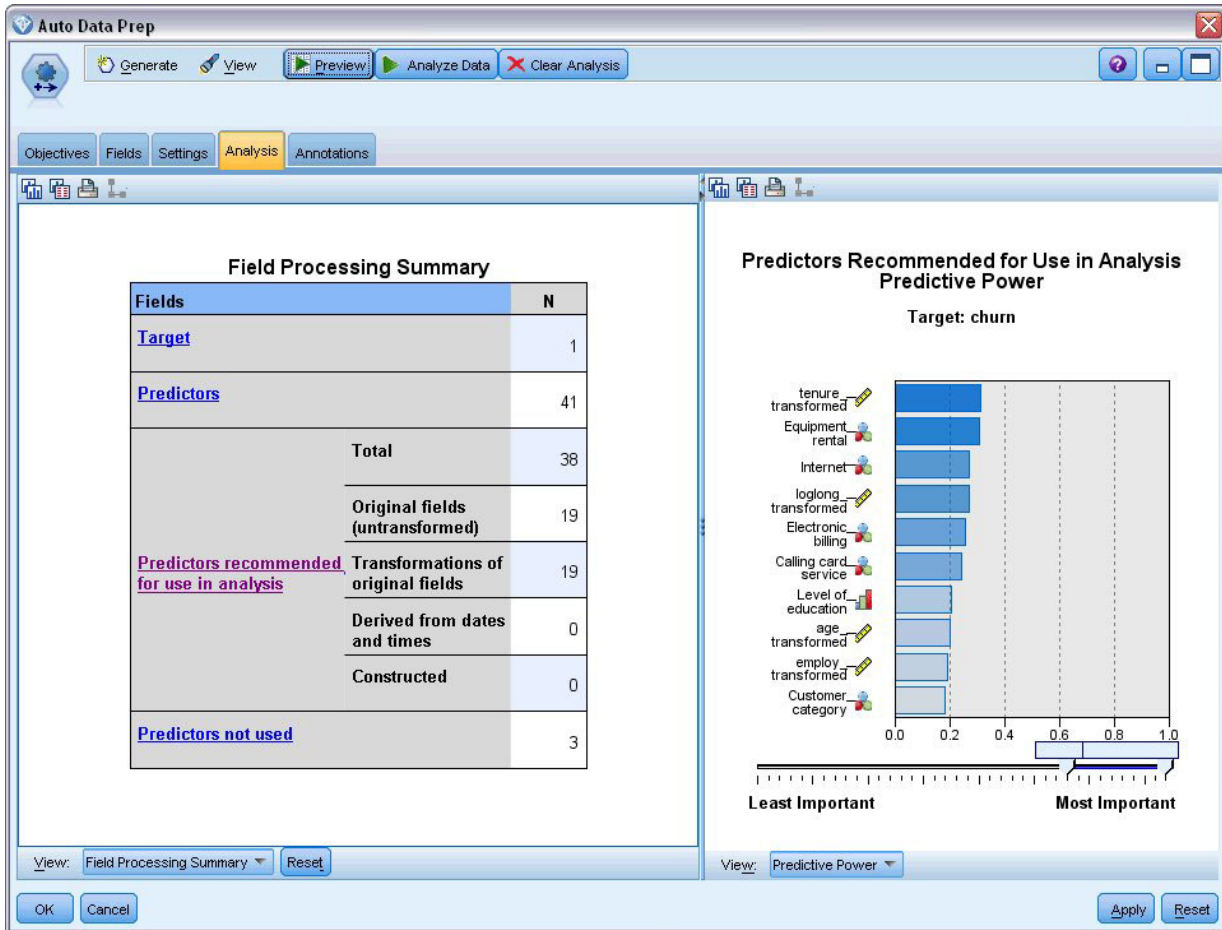 Auto Data Prep
Generate View Preview Analyze Data Clear Analysis
Objectives Fields Settings Analysis Annotations
Field Processing Summary
Fields N
Target 1
Predictors 41
Predictors recommended
for use in analysis
Total 38
Original fields
(untransformed) 19
Transformations of
original fields 19
Derived from dates
and times 0
Constructed 0
Predictors not used 3
View: Field Processing Summary Reset
Predictors Recommended for Use in Analysis
Predictive Power
Target: churn
tenure_
transformed
Equipment
rental
Internet
loglong_
transformed
Electronic
billing
Calling card
service
Level of
education
age_
transformed
employ_
transformed
Customer
category
0.0 0.2 0.4 0.6 0.8 1.0
Least Important Most Important
View: Predictive Power
OK Cancel Apply Reset